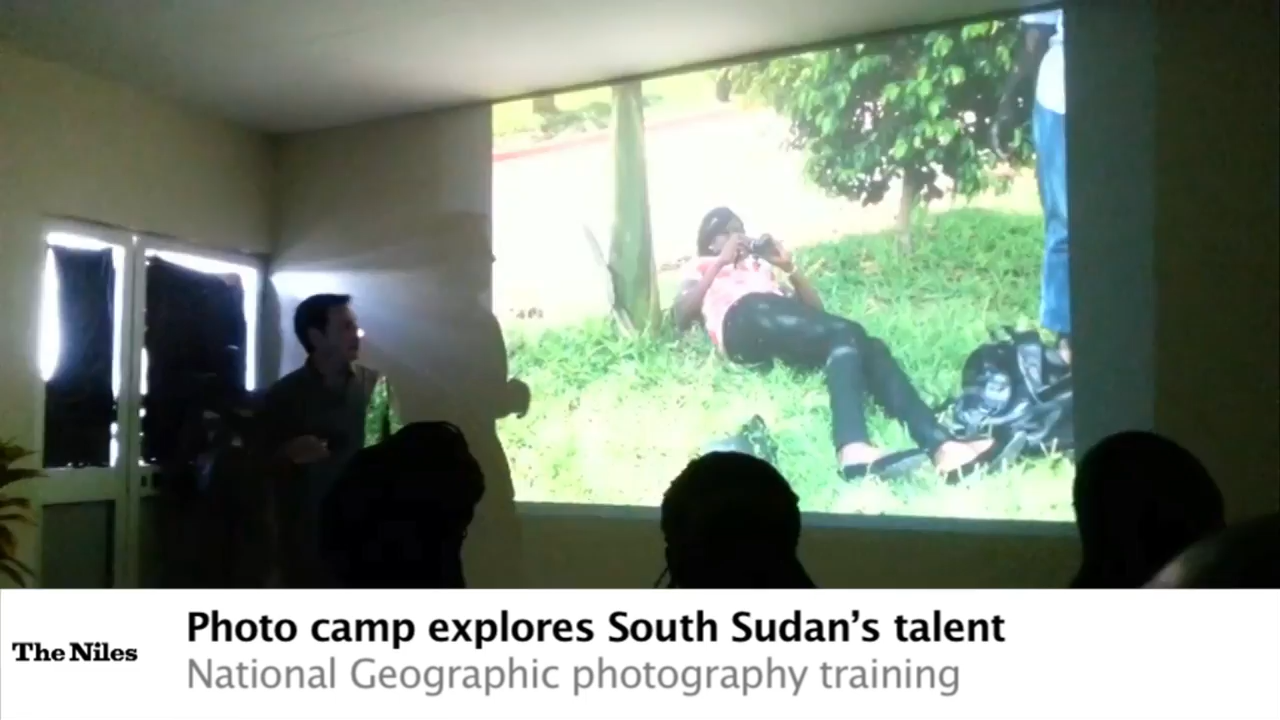 Photo camp explores South Sudan's talent
The Niles
National Geographic photography training